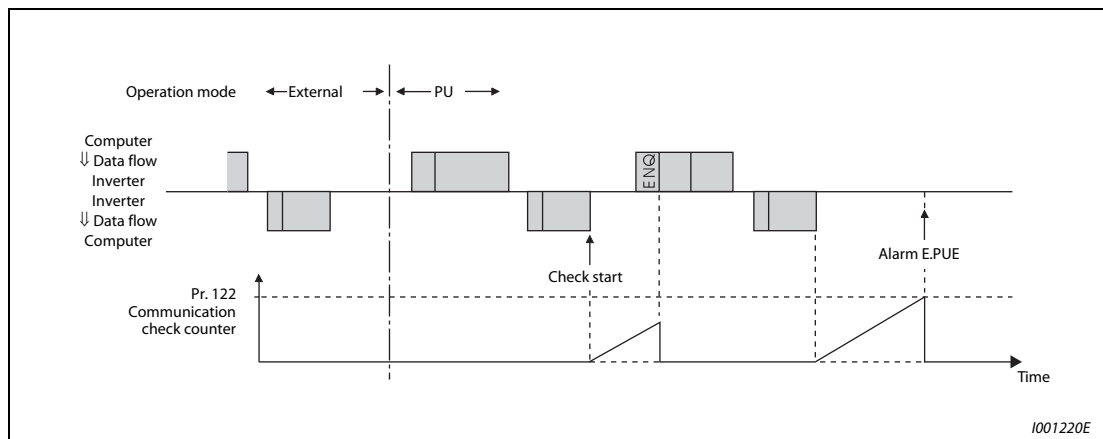 Operation mode
External
PU
Computer
⇓ Data flow
Inverter
Inverter
⇓ Data flow
Computer
ENQ
Check start
Alarm E.PUE
Pr. 122
Communication
check counter
Time
I001220E